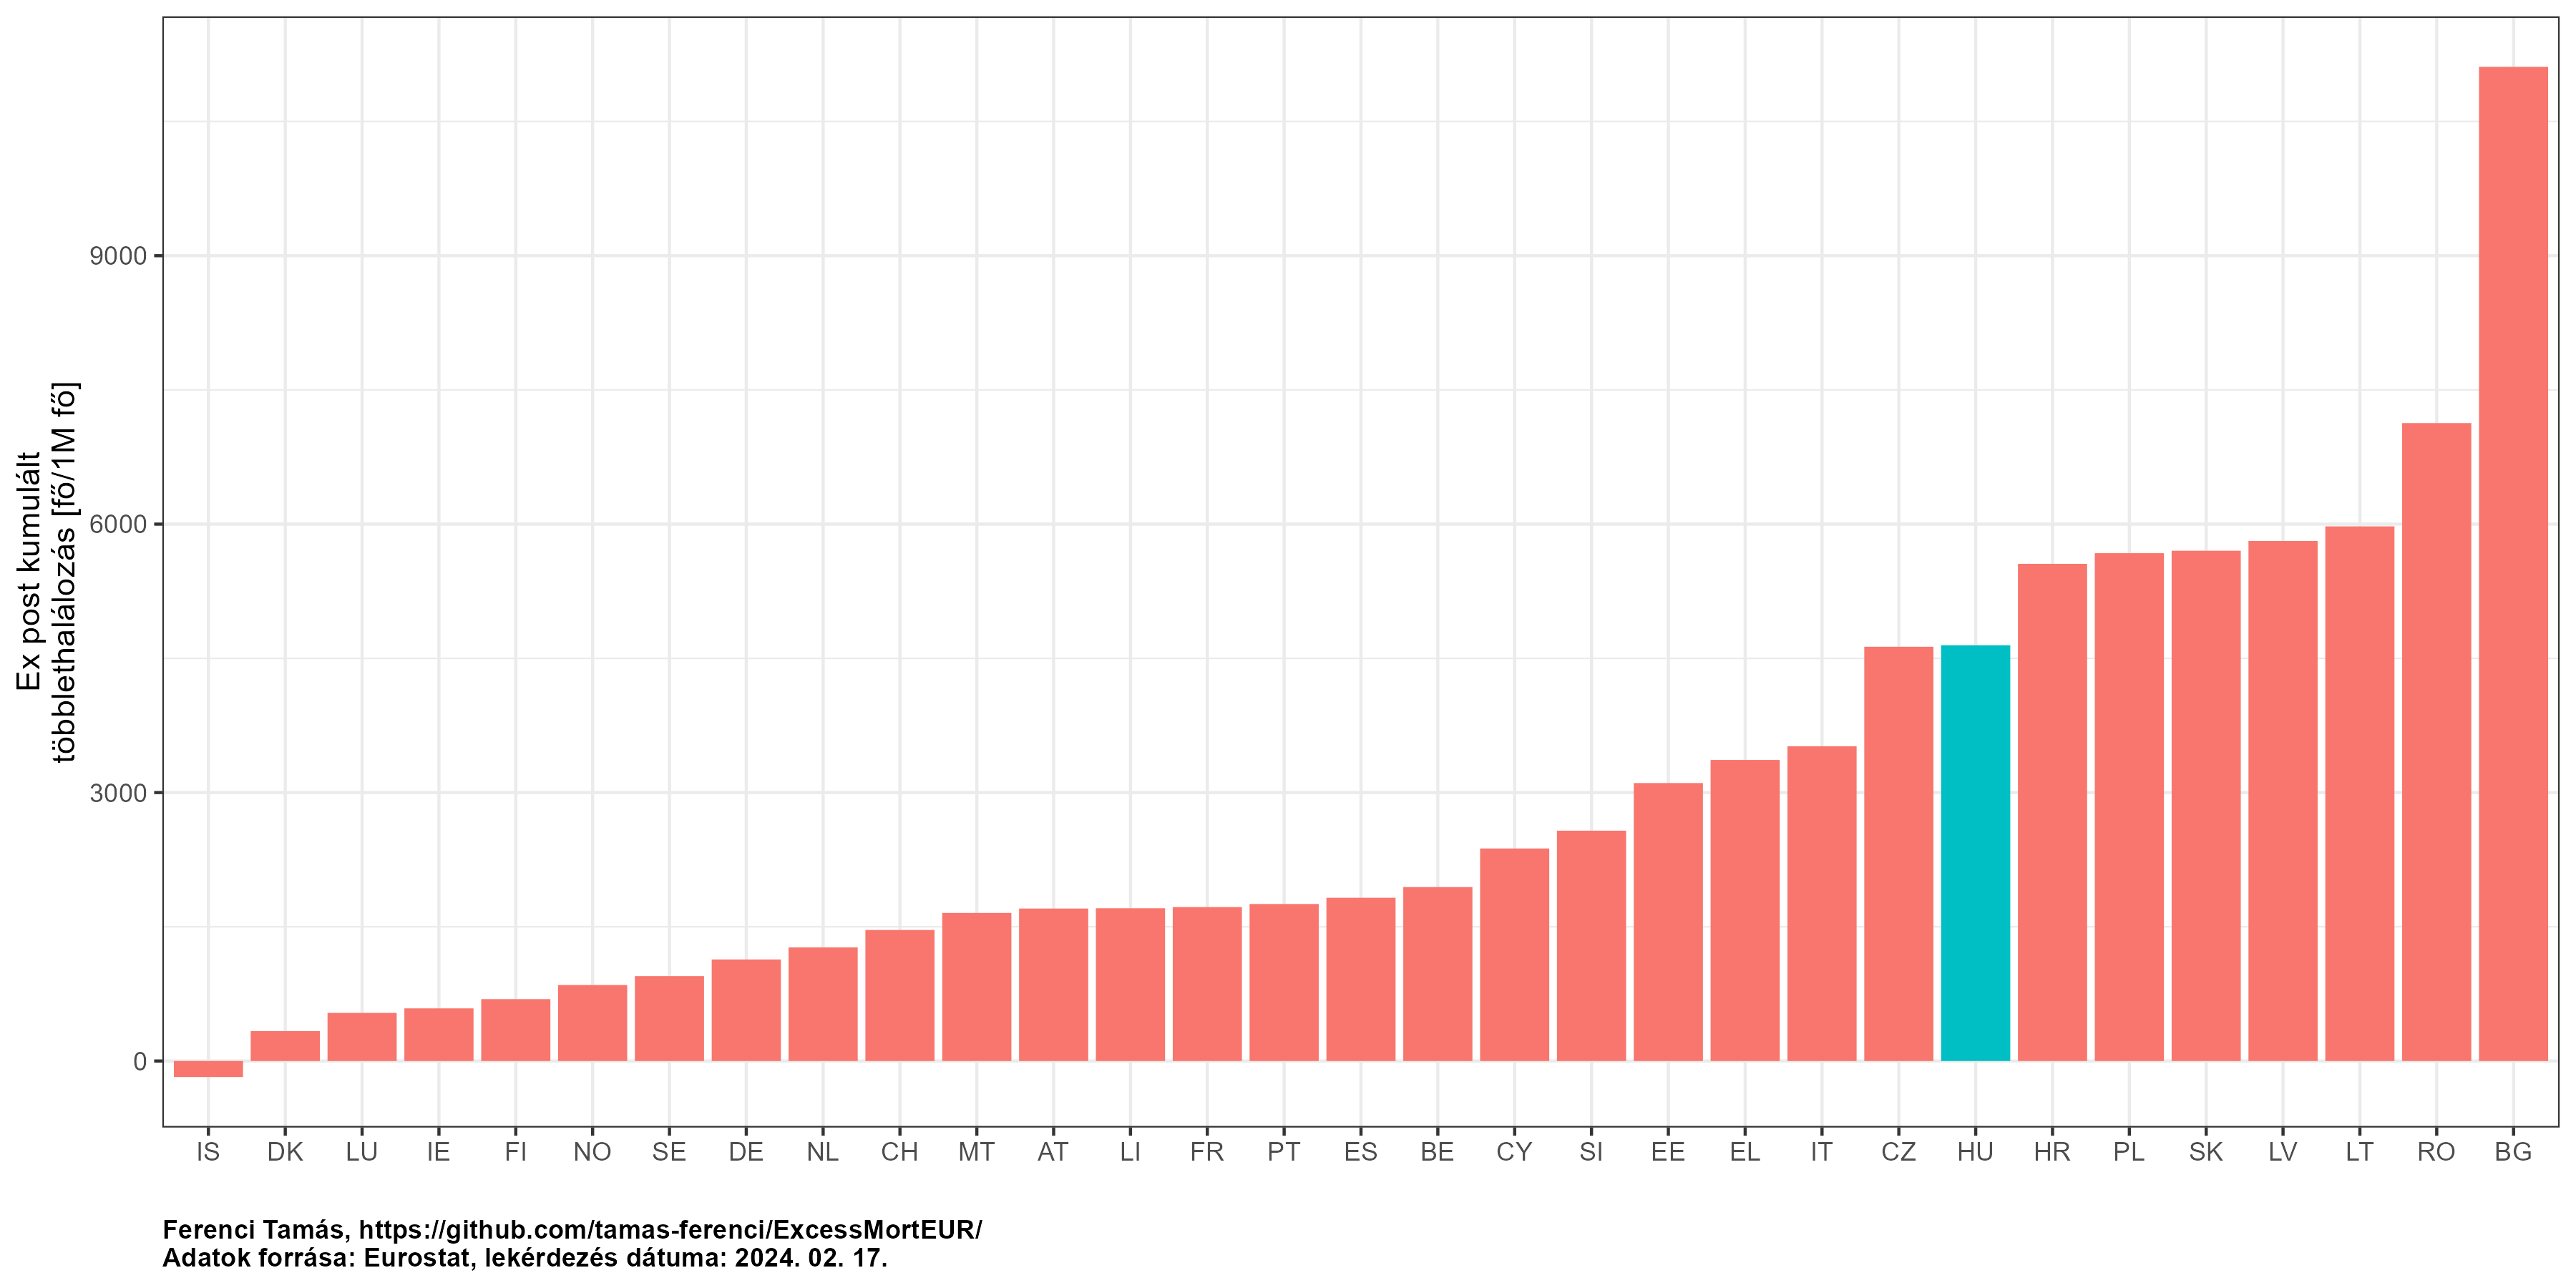 Ex post kumulált
többlethalálozás [fő/1M fő]
9000
6000
3000
0
IS DK LU IE FI NO SE DE NL CH MT AT LI FR PT ES BE CY SI EE EL IT CZ HU HR PL SK LV LT RO BG
Ferenci Tamás, https://github.com/tamas-ferenci/ExcessMortEUR/
Adatok forrása: Eurostat, lekérdezés dátuma: 2024. 02. 17.